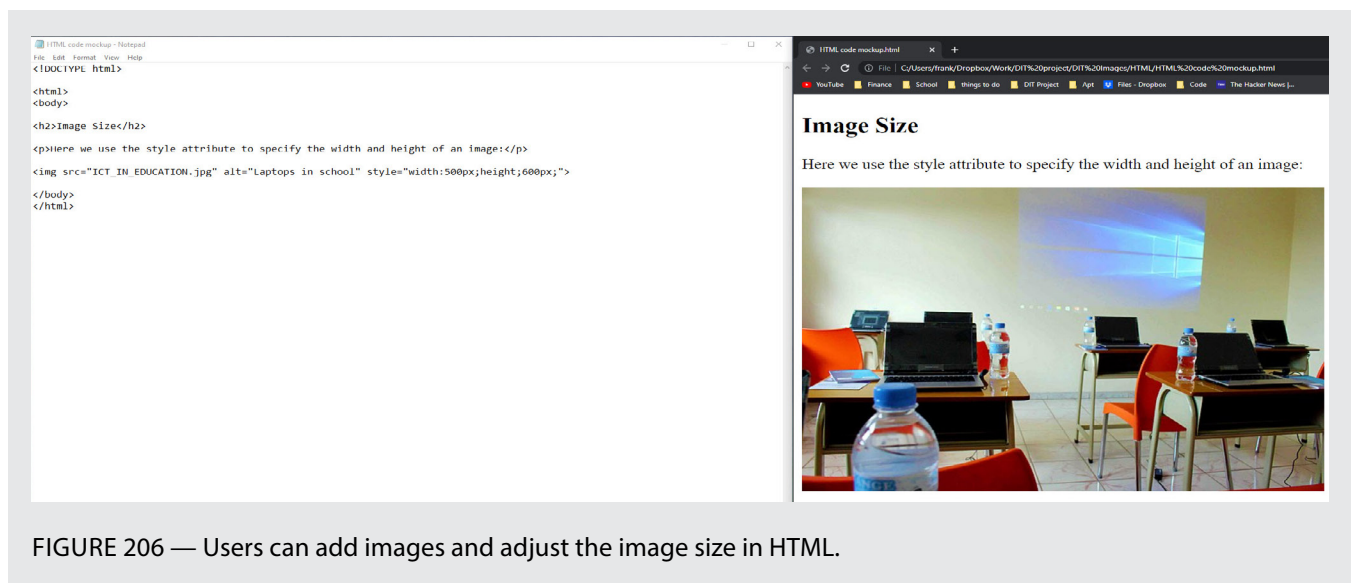 HTML code mockup - Notepad
File Edit Format View Help
<!DOCTYPE html>
<html>
<body>
<h2>Image Size</h2>
<p>Here we use the style attribute to specify the width and height of an image:</p>
<img src="ICT_IN_EDUCATION.jpg" alt="Laptops in school" style="width:500px;height;600px;">
</body>
</html>
HTML code mockup.html
File | C:/Users/frank/Dropbox/Work/DIT%20project/DIT%20Images/HTML/HTML%20code%20mockup.html
YouTube Finance School things to do DIT Project Apt Files - Dropbox Code The Hacker News |...
Image Size
Here we use the style attribute to specify the width and height of an image:
FIGURE 206 — Users can add images and adjust the image size in HTML.